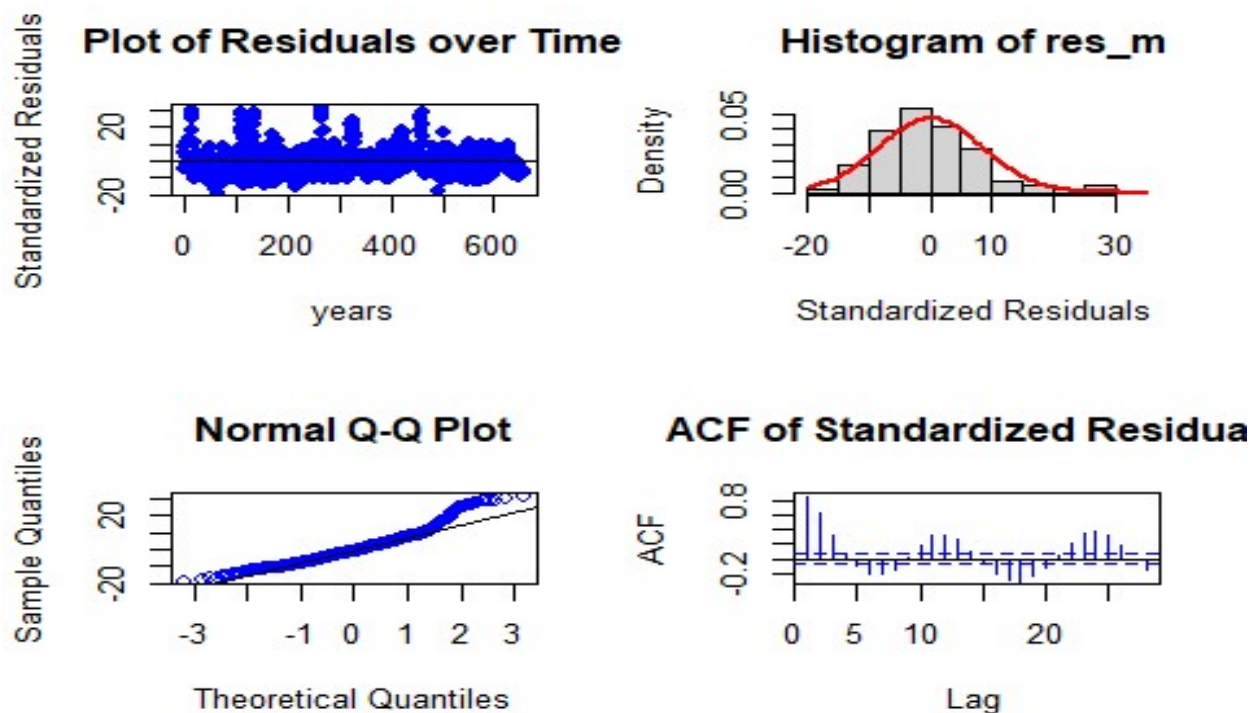 Plot of Residuals over Time
Standardized Residuals
20
-20
0 200 400 600
years
Histogram of res_m
Density
0.05
0.00
-20 0 10 30
Standardized Residuals
Normal Q-Q Plot
Sample Quantiles
20
-20
-3 -1 0 1 2 3
Theoretical Quantiles
ACF of Standardized Residua
ACF
0.8
-0.2
0 5 10 20
Lag